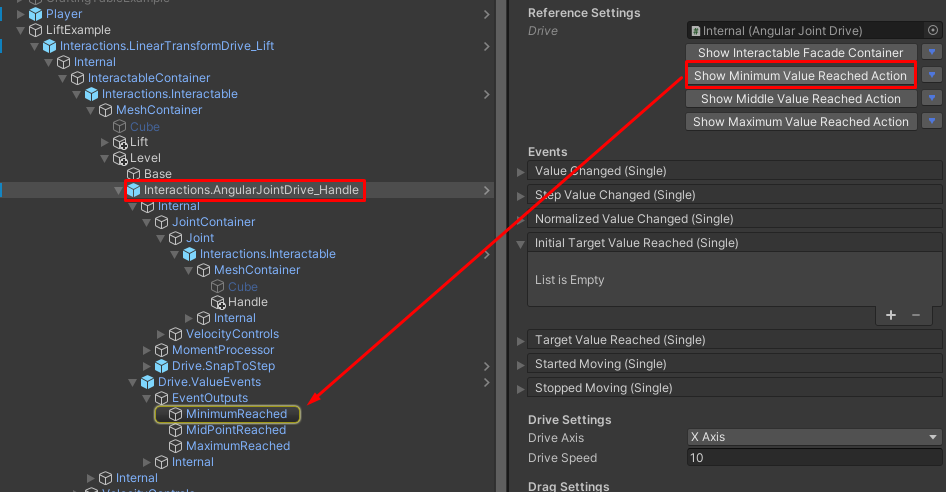 CraftingTableExample
Player
LiftExample
Interactions.LinearTransformDrive_Lift
Internal
InteractableContainer
Interactions.Interactable
MeshContainer
Cube
Lift
Level
Base
Interactions.AngularJointDrive_Handle
Internal
JointContainer
Joint
Interactions.Interactable
MeshContainer
Cube
Handle
Internal
VelocityControls
MomentProcessor
Drive.SnapToStep
Drive.ValueEvents
EventOutputs
MinimumReached
MidPointReached
MaximumReached
Internal
Internal
VelocityControls
Reference Settings
Drive
Internal (Angular Joint Drive)
Show Interactable Facade Container
Show Minimum Value Reached Action
Show Middle Value Reached Action
Show Maximum Value Reached Action
Events
Value Changed (Single)
Step Value Changed (Single)
Normalized Value Changed (Single)
Initial Target Value Reached (Single)
List is Empty
Target Value Reached (Single)
Started Moving (Single)
Stopped Moving (Single)
Drive Settings
Drive Axis
X Axis
Drive Speed
10
Drag Settings